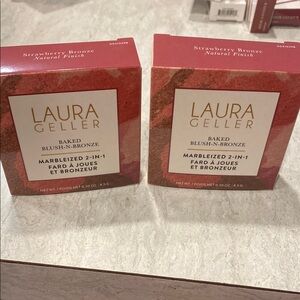 Strawberry Bronze
Natural Finish
LAURA
GELLER
BAKED
BLUSH-N-BRONZE
MARBLEIZED 2-IN-1
FARD À JOUES
ET BRONZEUR
Strawberry Bronze
Natural Finish
LAURA
GELLER
BAKED
BLUSH-N-BRONZE
MARBLEIZED 2-IN-1
FARD À JOUES
ET BRONZEUR